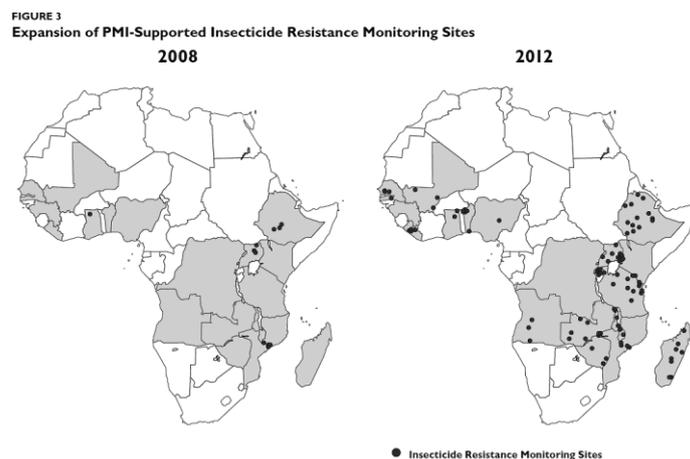 FIGURE 3
Expansion of PMI-Supported Insecticide Resistance Monitoring Sites
2008
2012
Insecticide Resistance Monitoring Sites